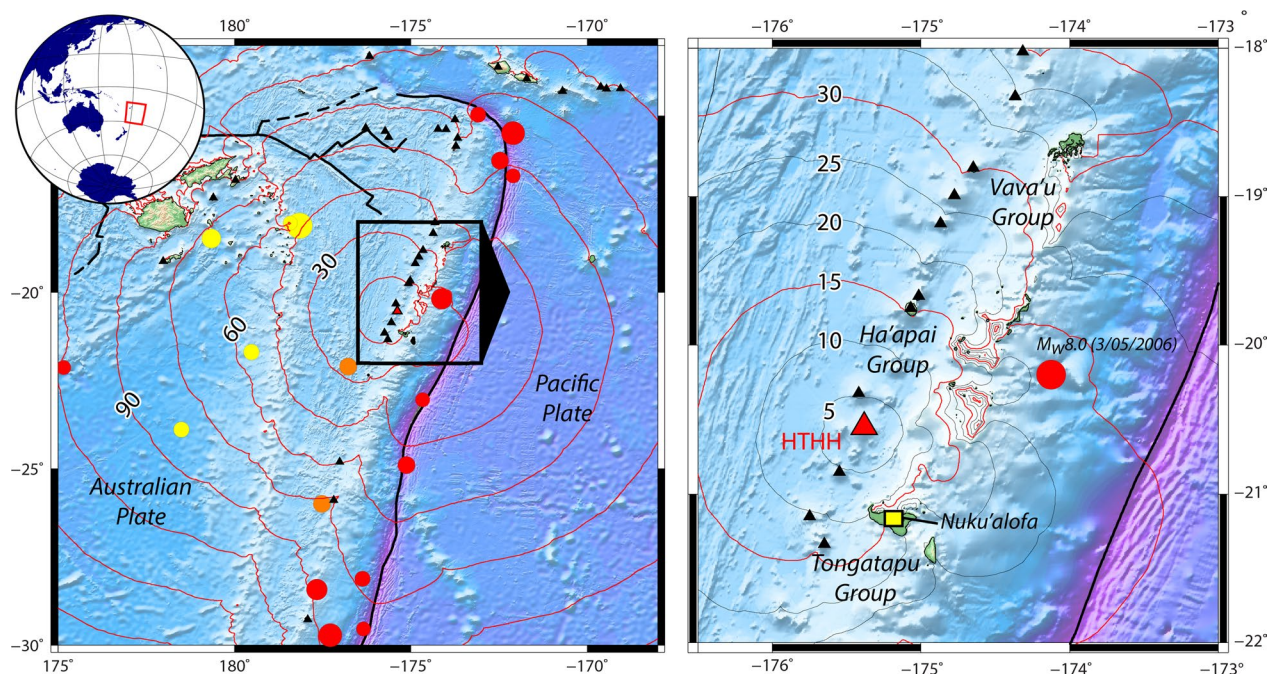 180° −175° −170°
−176° −175° −174° −173° °
−18°
30
25
−19°
Vava'u
Group
20
30
15
−20°
60
10
Ha'apai
Group
−20°
MW8.0 (3/05/2006)
Pacific
Plate
90
5
HTHH
−25°
Australian
Plate
−21°
Nuku'alofa
Tongatapu
Group
−30°
−22°
175° 180° −175° −170°
−176° −175° −174° −173°